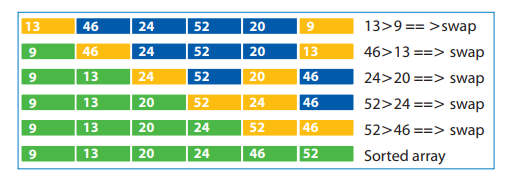 13 46 24 52 20 9 13>9 == >swap
9 46 24 52 20 13 46>13 ==> swap
9 13 24 52 20 46 24>20 ==> swap
9 13 20 52 24 46 52>24 ==> swap
9 13 20 24 52 46 52>46 ==> swap
9 13 20 24 46 52 Sorted array